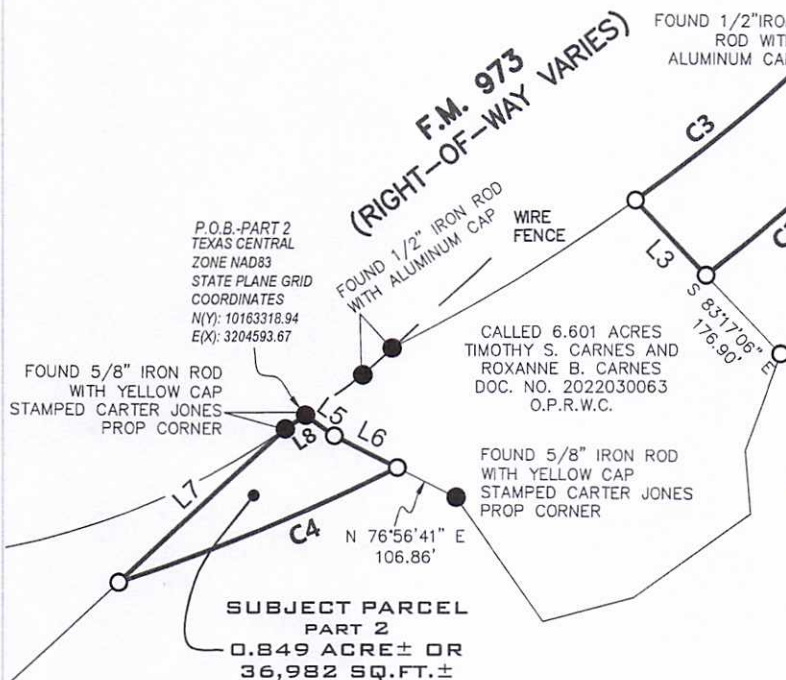 FOUND 1/2"IRON
ROD WITH
ALUMINUM CAP
F.M. 973
(RIGHT-OF-WAY VARIES)
C3
P.O.B.-PART 2
TEXAS CENTRAL
ZONE NAD83
STATE PLANE GRID
COORDINATES
N(Y): 10163318.94
E(X): 3204593.67
FOUND 1/2" IRON ROD
WITH ALUMINUM CAP
WIRE
FENCE
L3
S 83°17'06" E
176.90'
CALLED 6.601 ACRES
TIMOTHY S. CARNES AND
ROXANNE B. CARNES
DOC. NO. 2022030063
O.P.R.W.C.
FOUND 5/8" IRON ROD
WITH YELLOW CAP
STAMPED CARTER JONES
PROP CORNER
L5
L6
L8
L7
C4
FOUND 5/8" IRON ROD
WITH YELLOW CAP
STAMPED CARTER JONES
PROP CORNER
N 76°56'41" E
106.86'
SUBJECT PARCEL
PART 2
0.849 ACRE± OR
36,982 SQ.FT.±